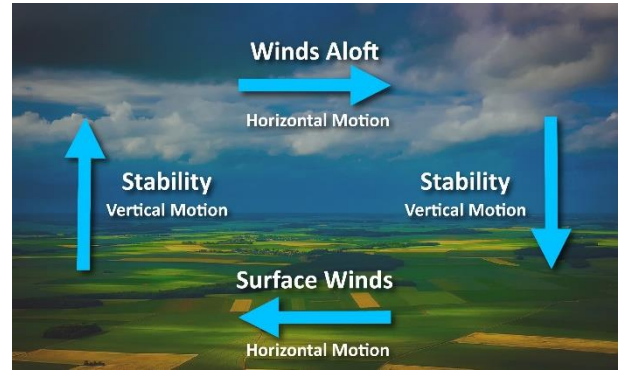 Winds Aloft
Horizontal Motion
Stability
Vertical Motion
Stability
Vertical Motion
Surface Winds
Horizontal Motion